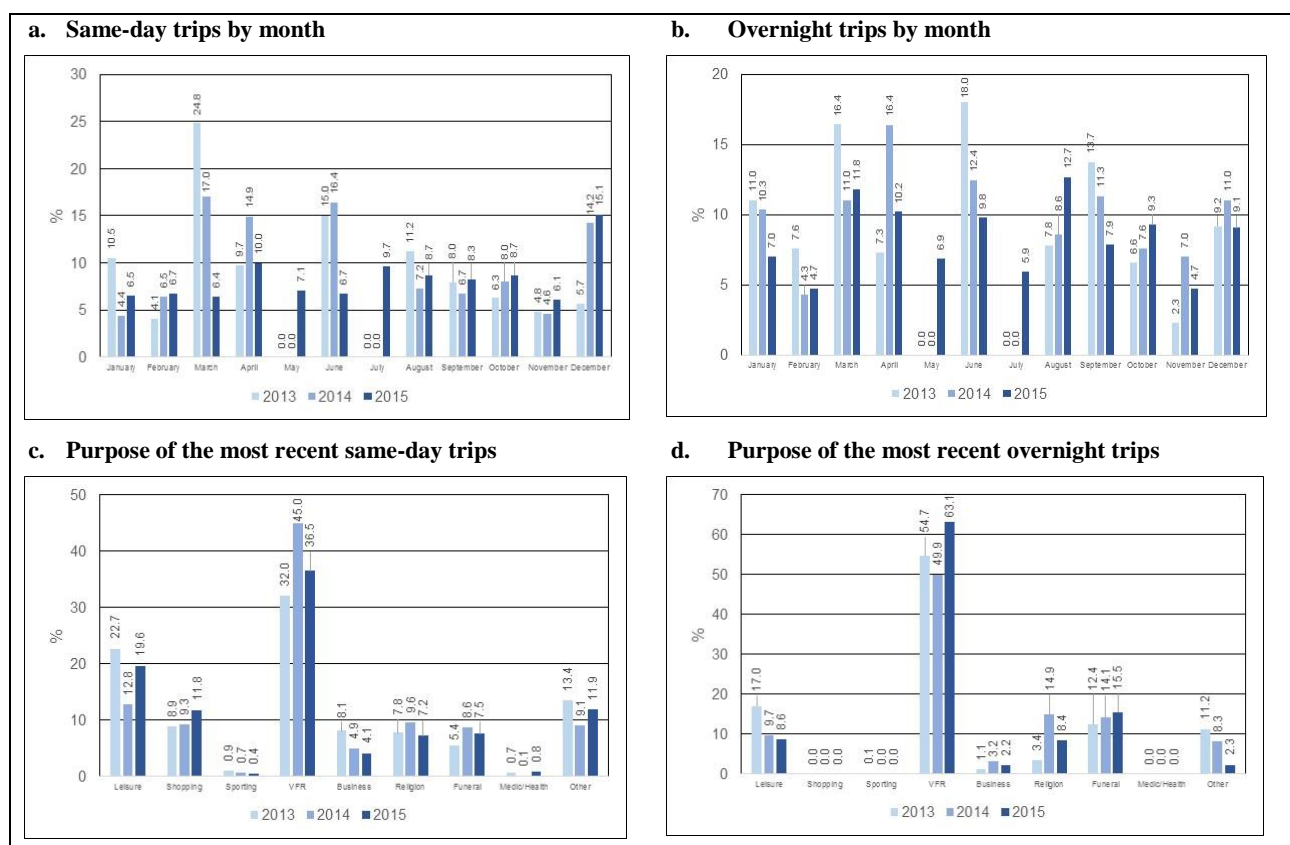 a. Same-day trips by month
30
25
20
15
10
5
0
%
10.5 4.4 6.5
4.1 6.5 6.7
24.8 17.0 6.4
9.7 14.9 10.0
0.0 0.0 7.1
15.0 16.4 6.7
0.0 0.0 9.7
11.2 7.2 8.7
8.0 6.7 8.3
6.3 8.0 8.7
4.8 4.6 6.1
5.7 14.2 15.1
January February March April May June July August September October November December
2013 2014 2015
b. Overnight trips by month
20
15
10
5
0
%
11.0 10.3 7.0
7.6 4.3 4.7
16.4 11.0 11.8
7.3 16.4 10.2
0.0 0.0 6.9
18.0 12.4 9.8
0.0 0.0 5.9
7.8 8.6 12.7
13.7 11.3 7.9
6.6 7.6 9.3
2.3 7.0 4.7
9.2 11.0 9.1
January February March April May June July August September October November December
2013 2014 2015
c. Purpose of the most recent same-day trips
50
40
30
20
10
0
%
22.7 12.8 19.6
8.9 9.3 11.8
0.9 0.7 0.4
32.0 45.0 36.5
8.1 4.9 4.1
7.8 9.6 7.2
5.4 8.6 7.5
0.7 0.1 0.8
13.4 9.1 11.9
Leisure Shopping Sporting VFR Business Religion Funeral Medic/Health Other
2013 2014 2015
d. Purpose of the most recent overnight trips
70
60
50
40
30
20
10
0
%
17.0 9.7 8.6
0.0 0.0 0.0
0.1 0.0 0.0
54.7 49.9 63.1
1.1 3.2 2.2
3.4 14.9 8.4
12.4 14.1 15.5
0.0 0.0 0.0
11.2 8.3 2.3
Leisure Shopping Sporting VFR Business Religion Funeral Medic/Health Other
2013 2014 2015